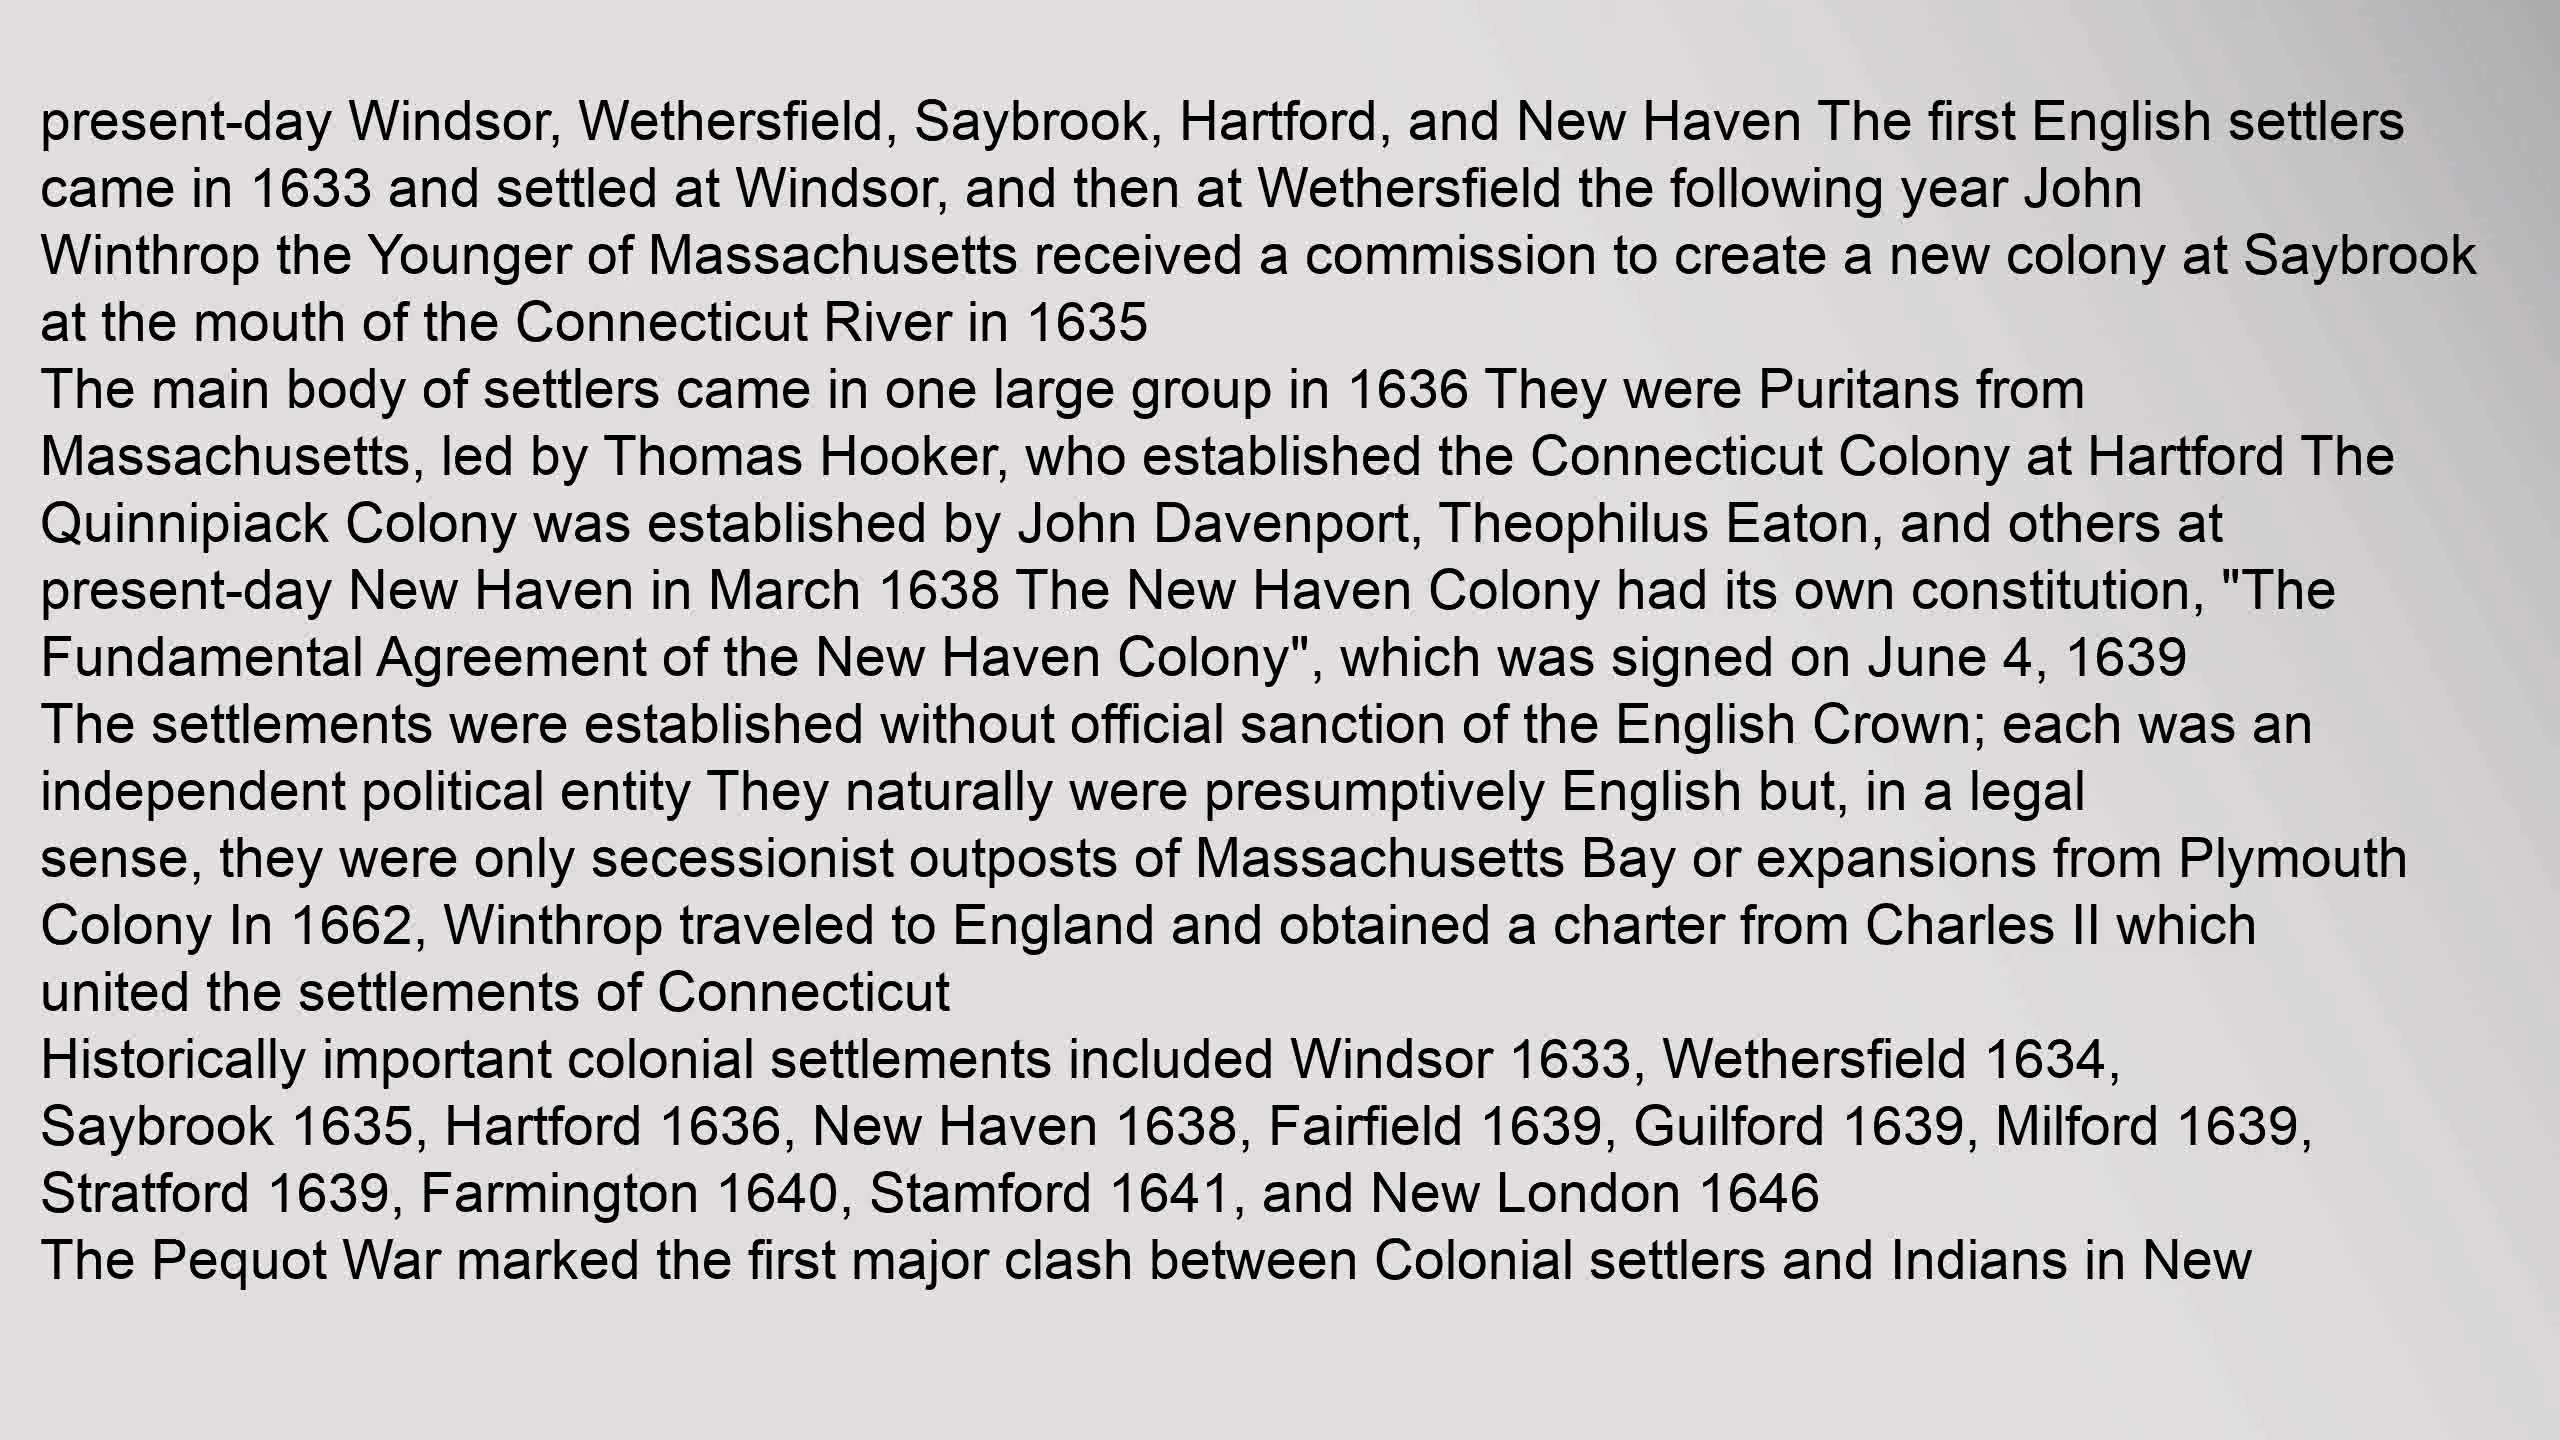 present-day Windsor, Wethersfield, Saybrook, Hartford, and New Haven The first English settlers
came in 1633 and settled at Windsor, and then at Wethersfield the following year John
Winthrop the Younger of Massachusetts received a commission to create a new colony at Saybrook
at the mouth of the Connecticut River in 1635
The main body of settlers came in one large group in 1636 They were Puritans from
Massachusetts, led by Thomas Hooker, who established the Connecticut Colony at Hartford The
Quinnipiack Colony was established by John Davenport, Theophilus Eaton, and others at
present-day New Haven in March 1638 The New Haven Colony had its own constitution, "The
Fundamental Agreement of the New Haven Colony", which was signed on June 4, 1639
The settlements were established without official sanction of the English Crown; each was an
independent political entity They naturally were presumptively English but, in a legal
sense, they were only secessionist outposts of Massachusetts Bay or expansions from Plymouth
Colony In 1662, Winthrop traveled to England and obtained a charter from Charles II which
united the settlements of Connecticut
Historically important colonial settlements included Windsor 1633, Wethersfield 1634,
Saybrook 1635, Hartford 1636, New Haven 1638, Fairfield 1639, Guilford 1639, Milford 1639,
Stratford 1639, Farmington 1640, Stamford 1641, and New London 1646
The Pequot War marked the first major clash between Colonial settlers and Indians in New